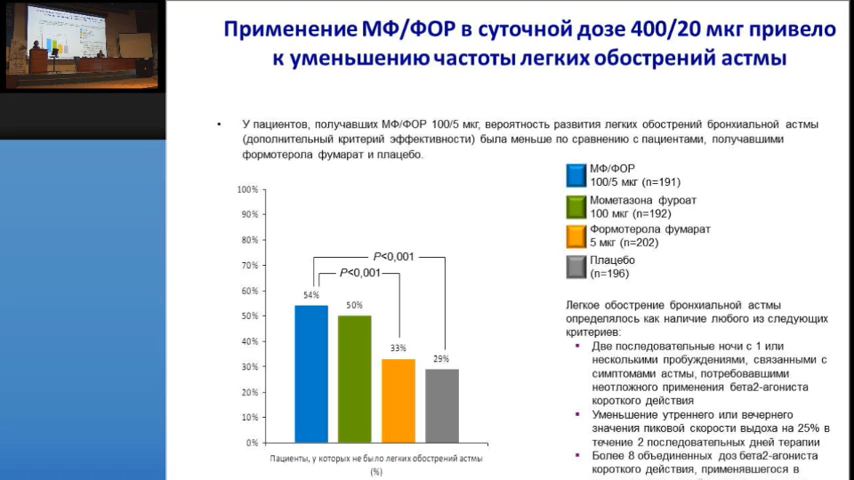 Применение МФ/ФОР в суточной дозе 400/20 мкг привело
к уменьшению частоты легких обострений астмы
• У пациентов, получавших МФ/ФОР 100/5 мкг, вероятность развития легких обострений бронхиальной астмы
(дополнительный критерий эффективности) была меньше по сравнению с пациентами, получавшими
формотерола фумарат и плацебо.
МФ/ФОР
100/5 мкг (n=191)
Мометазона фуроат
100 мкг (n=192)
Формотерола фумарат
5 мкг (n=202)
Плацебо
(n=196)
100%
90%
80%
70%
60%
50%
40%
30%
20%
10%
0%
P<0,001
P<0,001
54%
50%
33%
29%
Пациенты, у которых не было легких обострений астмы
(%)
Легкое обострение бронхиальной астмы
определялось как наличие любого из следующих
критериев:
▪ Две последовательные ночи с 1 или
несколькими пробуждениями, связанными с
симптомами астмы, потребовавшими
неотложного применения бета2-агониста
короткого действия
▪ Уменьшение утреннего или вечернего
значения пиковой скорости выдоха на 25% в
течение 2 последовательных дней терапии
▪ Более 8 объединенных доз бета2-агониста
короткого действия, применявшегося в